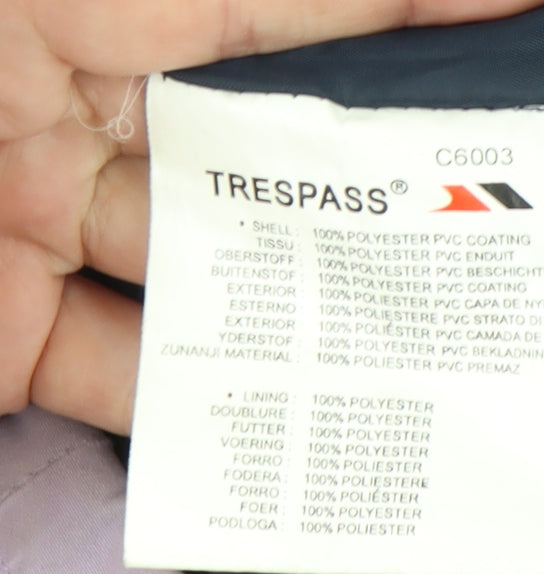 C6003
TRESPASS®
• SHELL : 100% POLYESTER PVC COATING
TISSU : 100% POLYESTER PVC ENDUIT
OBERSTOFF : 100% POLYESTER PVC BESCHICHT
BUITENSTOF : 100% POLYESTER PVC COATING
EXTERIOR : 100% POLIESTER PVC CAPA DE NY
ESTERNO : 100% POLIESTERE PVC STRATO DI
EXTERIOR : 100% POLIÉSTER PVC CAMADA DE
YDERSTOF : 100% POLYESTER PVC BEKLADNIN
ZUNANJI MATERIAL : 100% POLIESTER PVC PREMAZ
• LINING : 100% POLYESTER
DOUBLURE : 100% POLYESTER
FUTTER : 100% POLYESTER
VOERING : 100% POLYESTER
FORRO : 100% POLIESTER
FODERA : 100% POLIESTERE
FORRO : 100% POLIÉSTER
FOER : 100% POLYESTER
PODLOGA : 100% POLIESTER